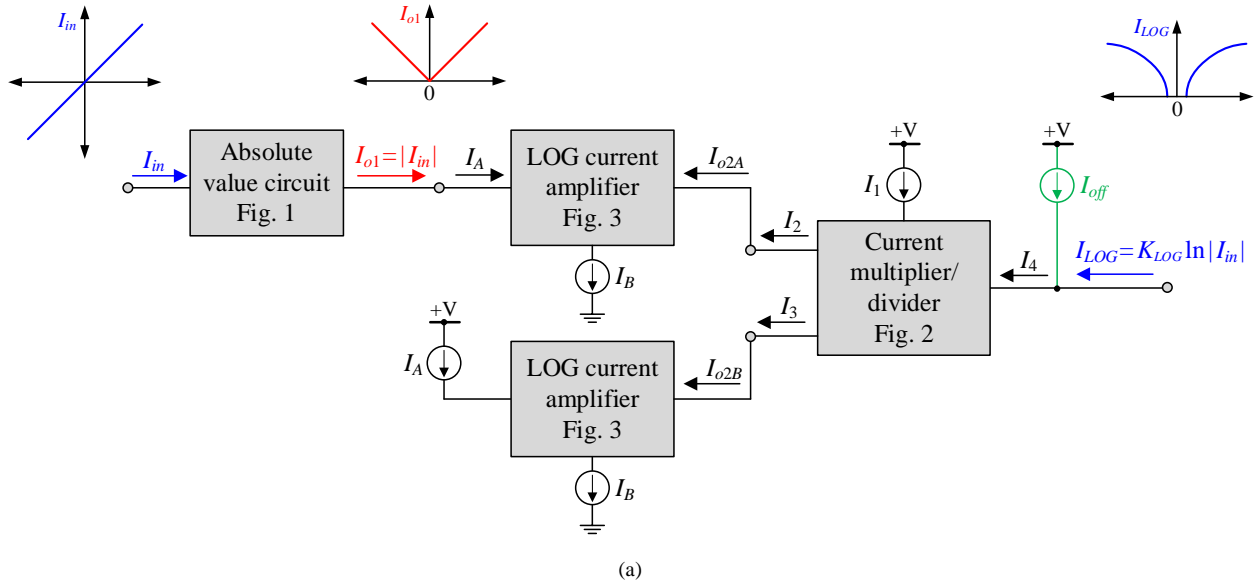 I_in
I_o1
0
I_LOG
0
I_in
Absolute
value circuit
Fig. 1
I_o1=|I_in|
I_A
LOG current
amplifier
Fig. 3
I_o2A
I_B
I_2
+V
I_1
+V
I_off
Current
multiplier/
divider
Fig. 2
I_4
I_LOG=K_LOG ln|I_in|
+V
I_A
LOG current
amplifier
Fig. 3
I_o2B
I_3
I_B
(a)